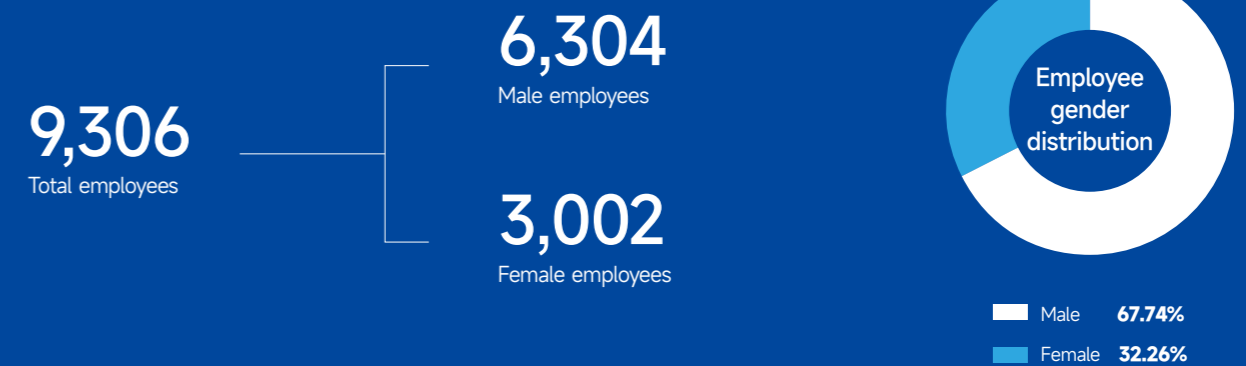 9,306
Total employees
6,304
Male employees
3,002
Female employees
Employee
gender
distribution
Male 67.74%
Female 32.26%